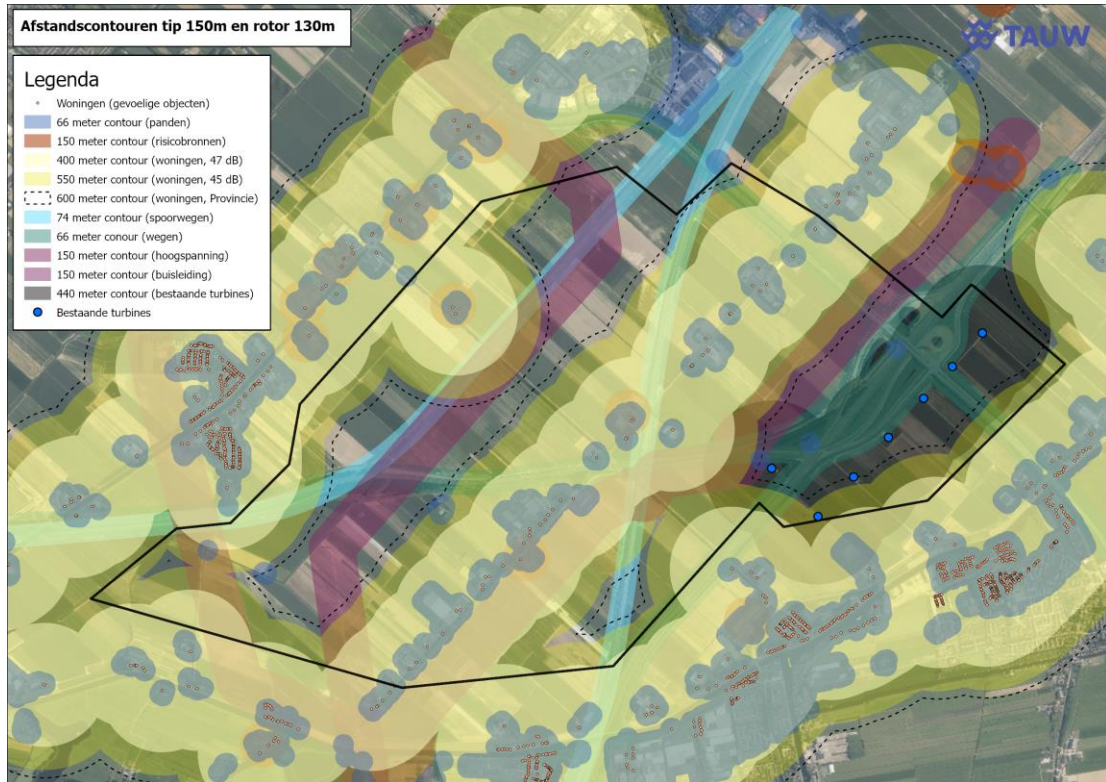 Afstandscontouren tip 150m en rotor 130m
TAUW
Legenda
Woningen (gevoelige objecten)
66 meter contour (panden)
150 meter contour (risicobronnen)
400 meter contour (woningen, 47 dB)
550 meter contour (woningen, 45 dB)
600 meter contour (woningen, Provincie)
74 meter contour (spoorwegen)
66 meter conour (wegen)
150 meter contour (hoogspanning)
150 meter contour (buisleiding)
440 meter contour (bestaande turbines)
Bestaande turbines